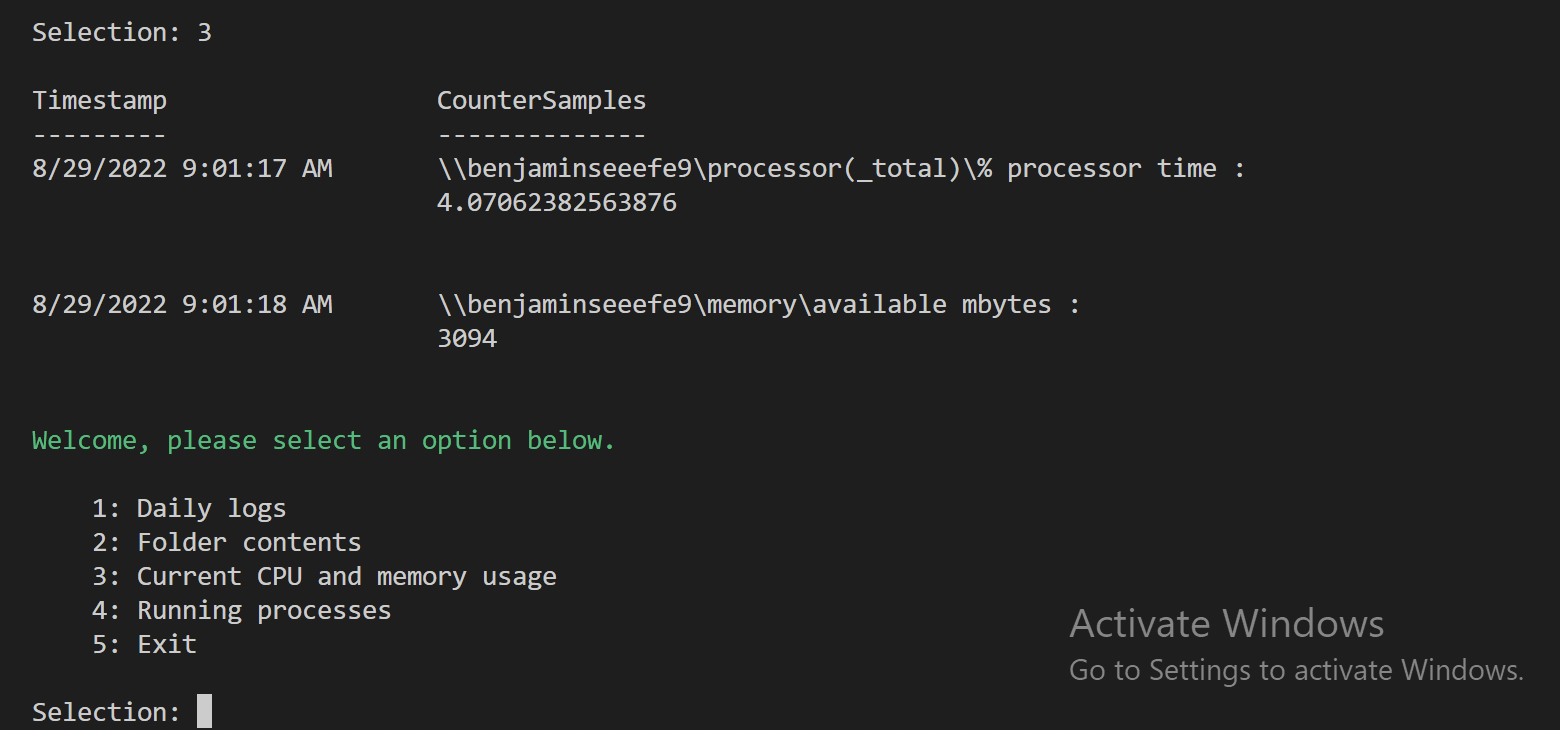 Selection: 3
Timestamp CounterSamples
--------- --------------
8/29/2022 9:01:17 AM \\benjaminseeefe9\processor(_total)\% processor time :
4.07062382563876
8/29/2022 9:01:18 AM \\benjaminseeefe9\memory\available mbytes :
3094
Welcome, please select an option below.
1: Daily logs
2: Folder contents
3: Current CPU and memory usage
4: Running processes
5: Exit
Selection:
Activate Windows
Go to Settings to activate Windows.